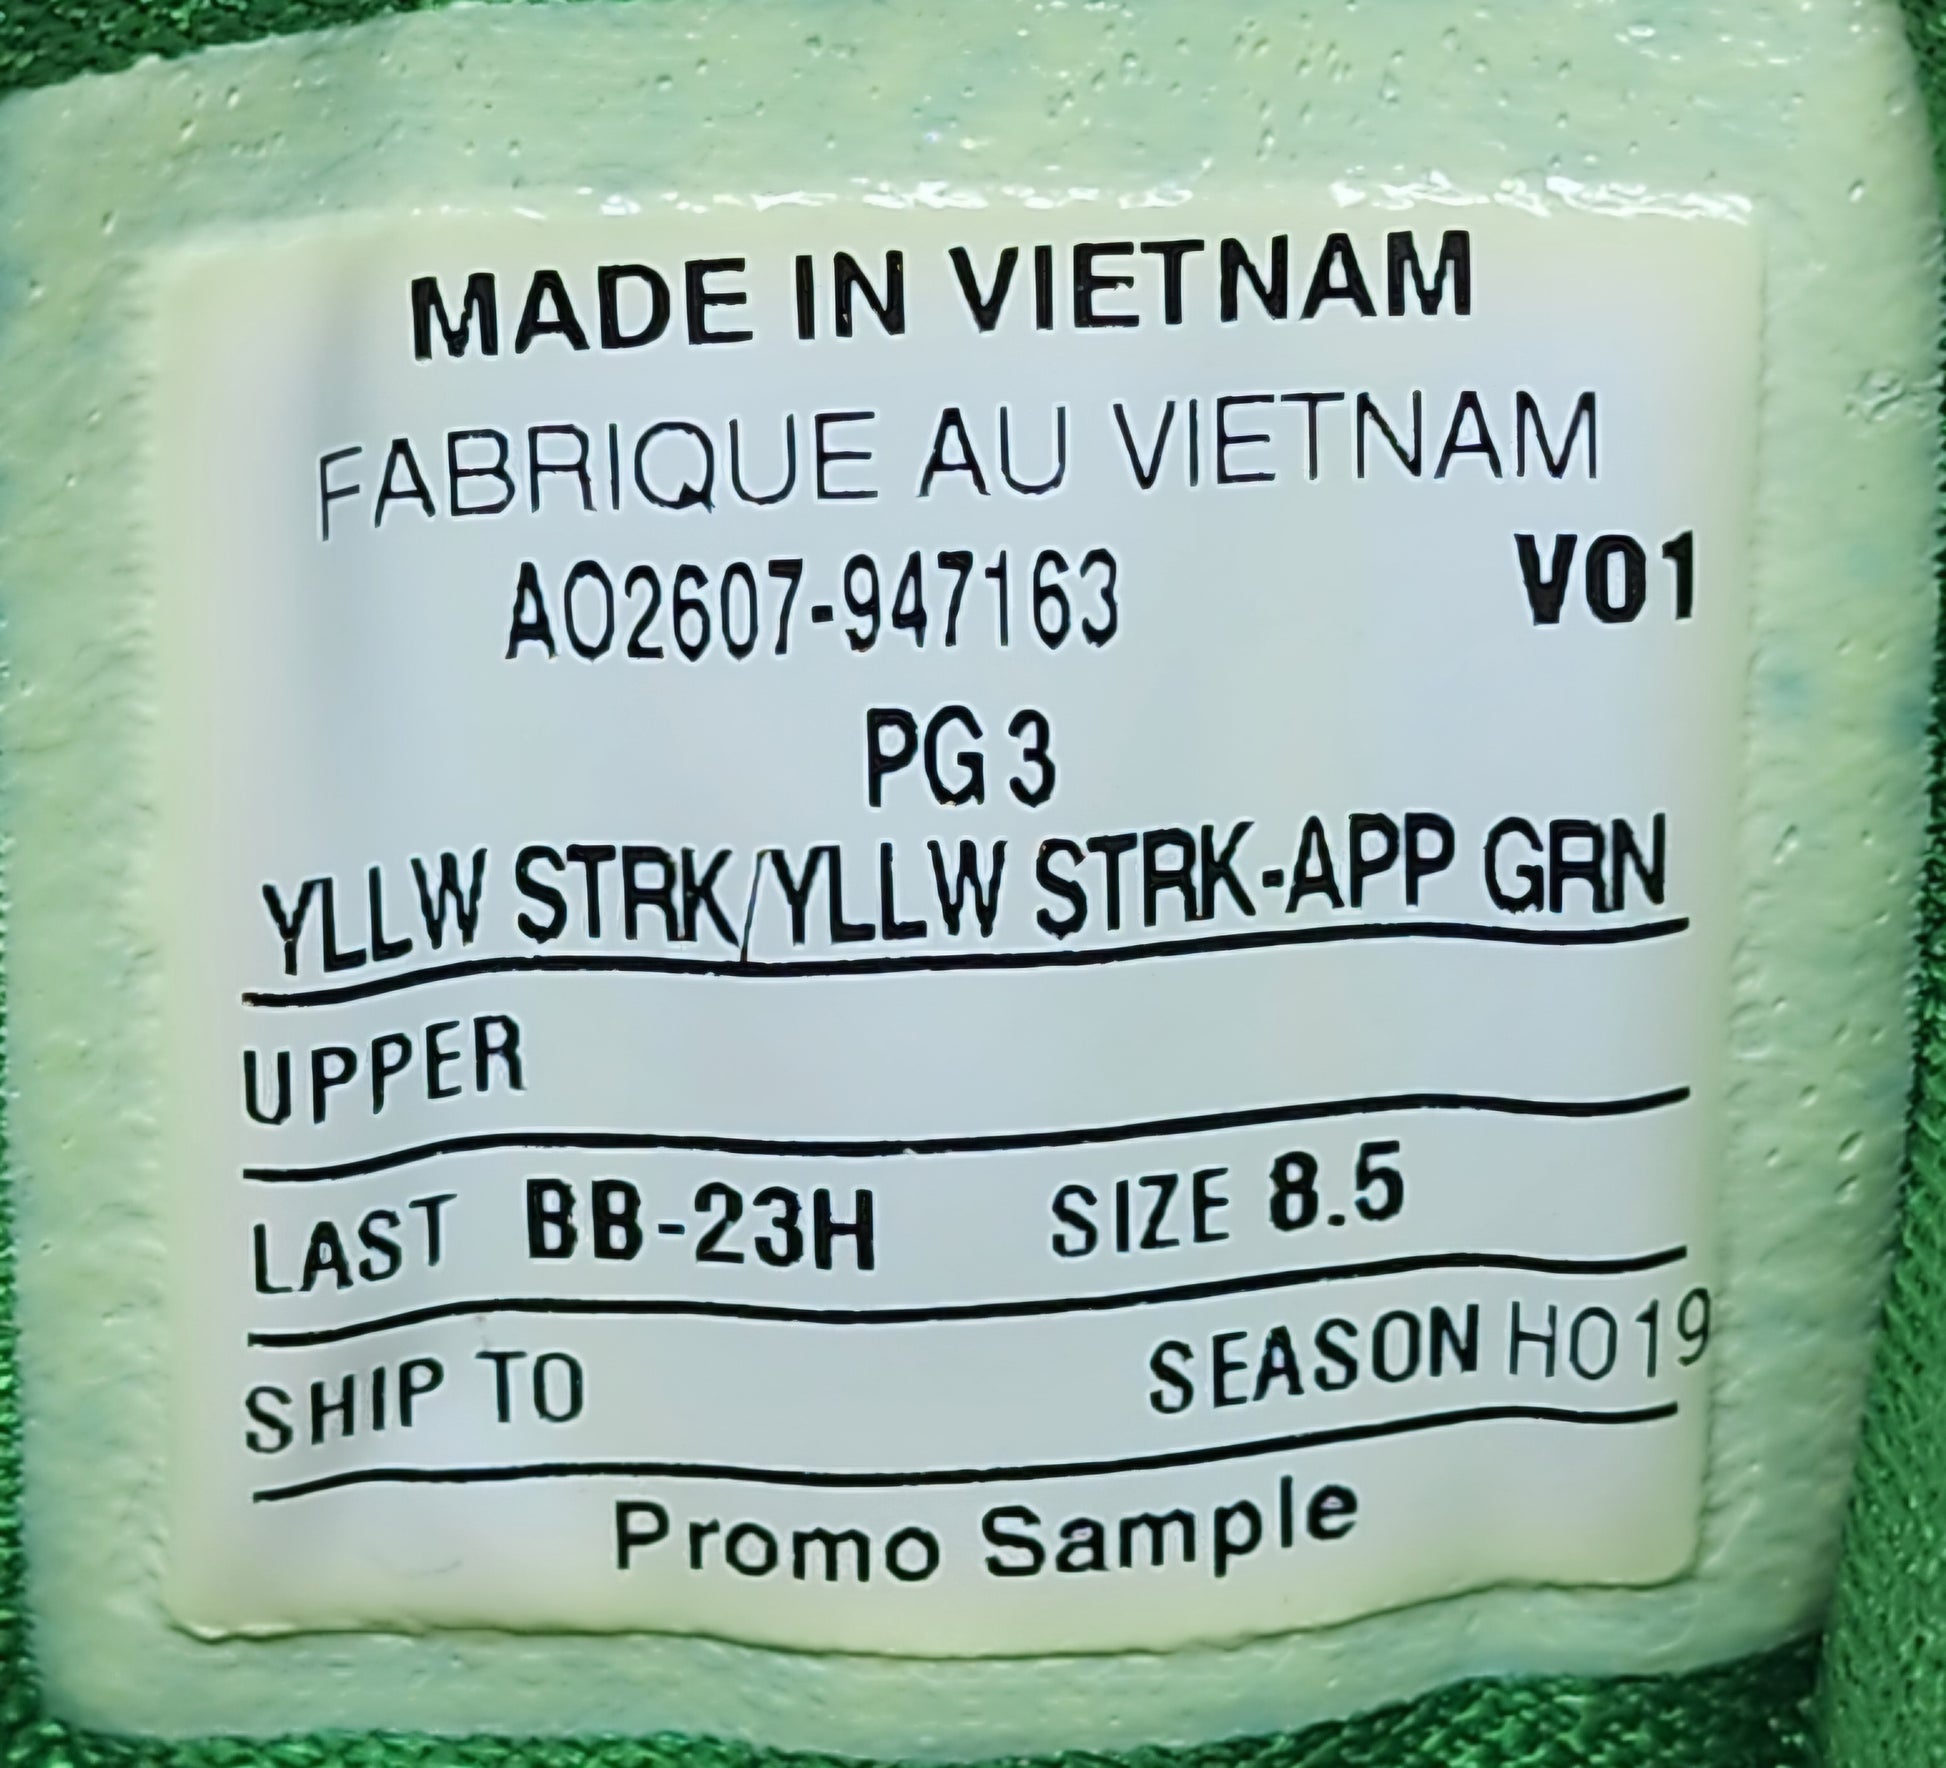 MADE IN VIETNAM
FABRIQUE AU VIETNAM
AO2607-947163 V01
PG 3
YLLW STRK/YLLW STRK-APP GRN
UPPER
LAST BB-23H SIZE 8.5
SHIP TO SEASON HO19
Promo Sample